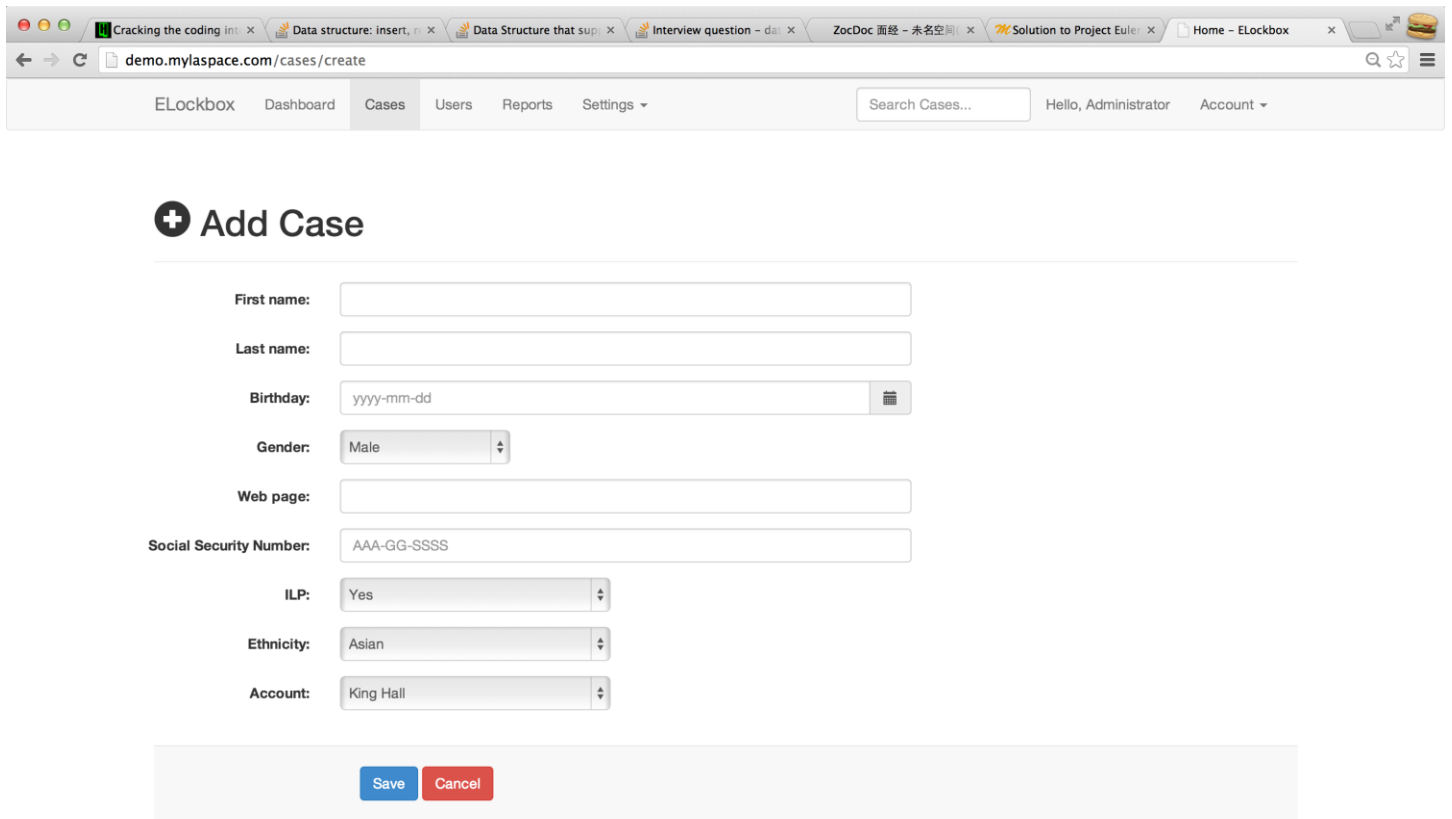 Cracking the coding int
Data structure: insert, r
Data Structure that sup
Interview question – dat
ZocDoc 面经 – 未名空间(
Solution to Project Euler
Home – ELockbox
demo.mylaspace.com/cases/create
ELockbox Dashboard Cases Users Reports Settings Search Cases... Hello, Administrator Account
Add Case
First name:
Last name:
Birthday: yyyy-mm-dd
Gender: Male
Web page:
Social Security Number: AAA-GG-SSSS
ILP: Yes
Ethnicity: Asian
Account: King Hall
Save Cancel